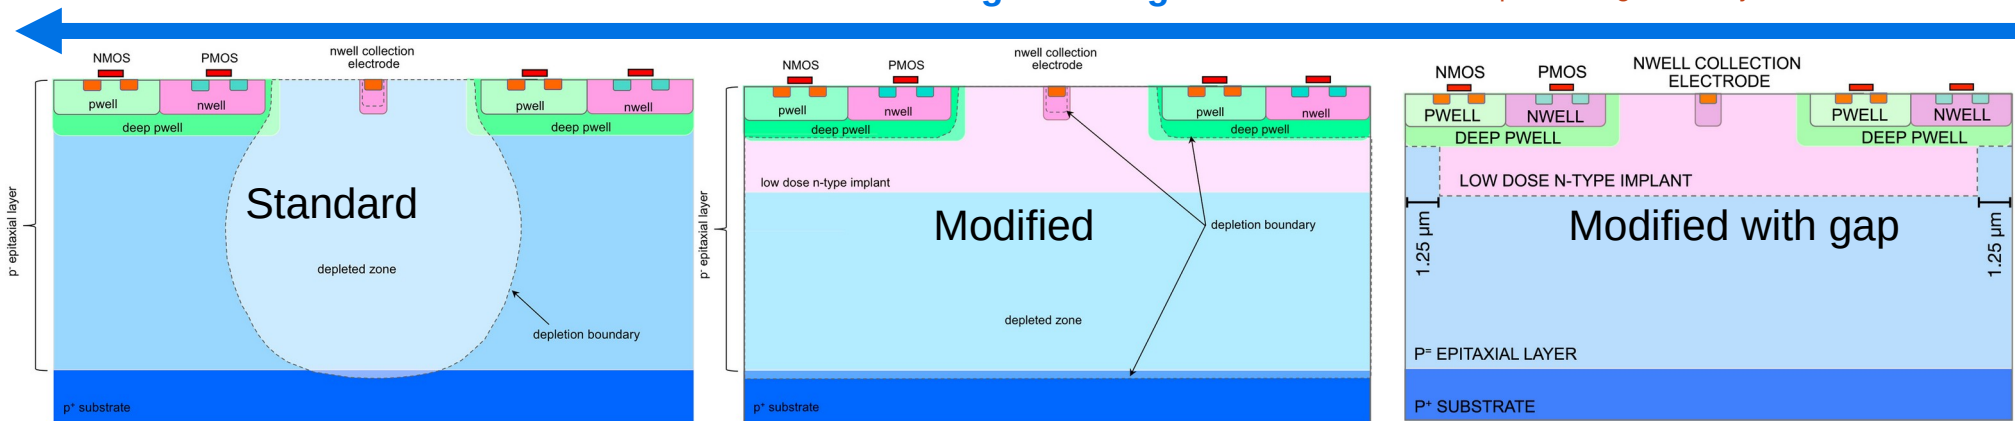 NMOS
PMOS
nwell collection
electrode
pwell
nwell
pwell
nwell
deep pwell
deep pwell
Standard
p- epitaxial layer
depleted zone
depletion boundary
p+ substrate
NMOS
PMOS
nwell collection
electrode
pwell
nwell
pwell
nwell
deep pwell
deep pwell
low dose n-type implant
Modified
depletion boundary
p- epitaxial layer
depleted zone
p+ substrate
NMOS
PMOS
NWELL COLLECTION
ELECTRODE
PWELL
NWELL
PWELL
NWELL
DEEP PWELL
DEEP PWELL
LOW DOSE N-TYPE IMPLANT
Modified with gap
1.25 µm
1.25 µm
P= EPITAXIAL LAYER
P+ SUBSTRATE